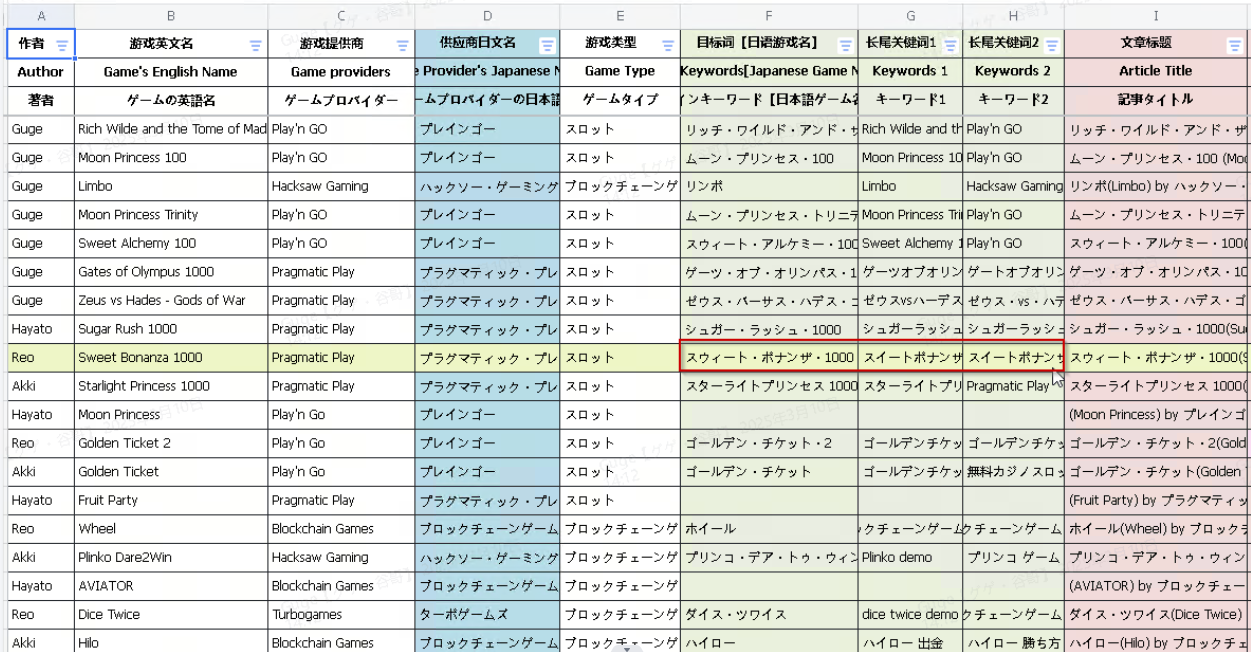 A B C D E F G H I
作者 游戏英文名 游戏提供商 供应商日文名 游戏类型 目标词【日语游戏名】 长尾关键词1 长尾关键词2 文章标题
Author Game's English Name Game providers Provider's Japanese Game Type Keywords[Japanese Game Keywords 1 Keywords 2 Article Title
著者 ゲームの英語名 ゲームプロバイダー ームプロバイダーの日本語 ゲームタイプ インキーワード【日本語ゲーム名 キーワード1 キーワード2 記事タイトル
Guge Rich Wilde and the Tome of Mad Play'n GO プレインゴー スロット リッチ・ワイルド・アンド・ザ Rich Wilde and th Play'n GO リッチ・ワイルド・アンド・ザ
Guge Moon Princess 100 Play'n GO プレインゴー スロット ムーン・プリンセス・100 Moon Princess 10 Play'n GO ムーン・プリンセス・100 (Moo
Guge Limbo Hacksaw Gaming ハックソー・ゲーミング ブロックチェーンゲ リンボ Limbo Hacksaw Gaming リンボ(Limbo) by ハックソー・
Guge Moon Princess Trinity Play'n GO プレインゴー スロット ムーン・プリンセス・トリニテ Moon Princess Tri Play'n GO ムーン・プリンセス・トリニテ
Guge Sweet Alchemy 100 Play'n GO プレインゴー スロット スウィート・アルケミー・100 Sweet Alchemy 1 Play'n GO スウィート・アルケミー・100(
Guge Gates of Olympus 1000 Pragmatic Play プラグマティック・プレ スロット ゲーツ・オブ・オリンパス・1 ゲーツオブオリン ゲートオブオリン ゲーツ・オブ・オリンパス・10
Guge Zeus vs Hades - Gods of War Pragmatic Play プラグマティック・プレ スロット ゼウス・バーサス・ハデス・ゴ ゼウスvsハーデス ゼウス・vs・ハテ ゼウス・バーサス・ハデス・ゴ
Hayato Sugar Rush 1000 Pragmatic Play プラグマティック・プレ スロット シュガー・ラッシュ・1000 シュガーラッシュ シュガーラッシュ シュガー・ラッシュ・1000(Su
Reo Sweet Bonanza 1000 Pragmatic Play プラグマティック・プレ スロット スウィート・ボナンザ・1000 スイートボナンザ スイートボナンザ スウィート・ボナンザ・1000(S
Akki Starlight Princess 1000 Pragmatic Play プラグマティック・プレ スロット スターライトプリンセス 1000 スターライトプリ Pragmatic Play スターライトプリンセス 1000(
Hayato Moon Princess Play'n Go プレインゴー スロット (Moon Princess) by プレインゴ
Reo Golden Ticket 2 Play'n Go プレインゴー スロット ゴールデン・チケット・2 ゴールデンチケッ ゴールデンチケッ ゴールデン・チケット・2(Gold
Akki Golden Ticket Play'n Go プレインゴー スロット ゴールデン・チケット ゴールデンチケッ 無料カジノスロッ ゴールデン・チケット(Golden
Hayato Fruit Party Pragmatic Play プラグマティック・プレ スロット (Fruit Party) by プラグマティッ
Reo Wheel Blockchain Games ブロックチェーンゲーム ブロックチェーンゲ ホイール クチェーンゲーム クチェーンゲーム ホイール(Wheel) by ブロックチ
Akki Plinko Dare2Win Hacksaw Gaming ハックソー・ゲーミング ブロックチェーンゲ プリンコ・デア・トゥ・ウィン Plinko demo プリンコ ゲーム プリンコ・デア・トゥ・ウィン
Hayato AVIATOR Blockchain Games ブロックチェーンゲーム ブロックチェーンゲ (AVIATOR) by ブロックチェー
Reo Dice Twice Turbogames ターボゲームズ ブロックチェーンゲ ダイス・ツワイス dice twice demo クチェーンゲーム ダイス・ツワイス(Dice Twice)
Akki Hilo Blockchain Games ブロックチェーンゲーム ブロックチェーンゲ ハイロー ハイロー 出金 ハイロー 勝ち方 ハイロー(Hilo) by ブロックチェ